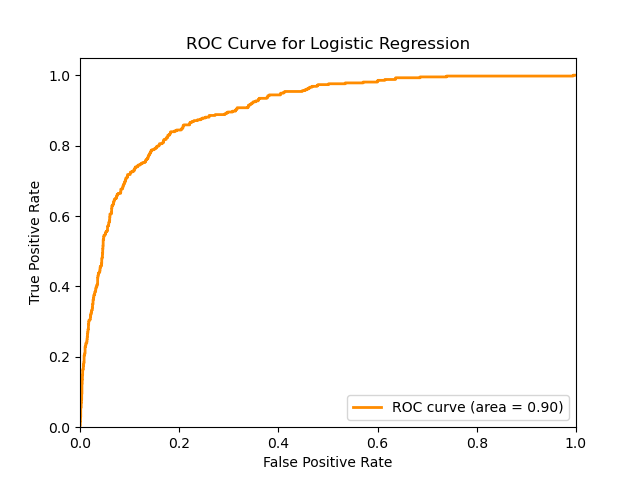 ROC Curve for Logistic Regression
True Positive Rate
1.0
0.8
0.6
0.4
0.2
0.0
0.0 0.2 0.4 0.6 0.8 1.0
False Positive Rate
ROC curve (area = 0.90)